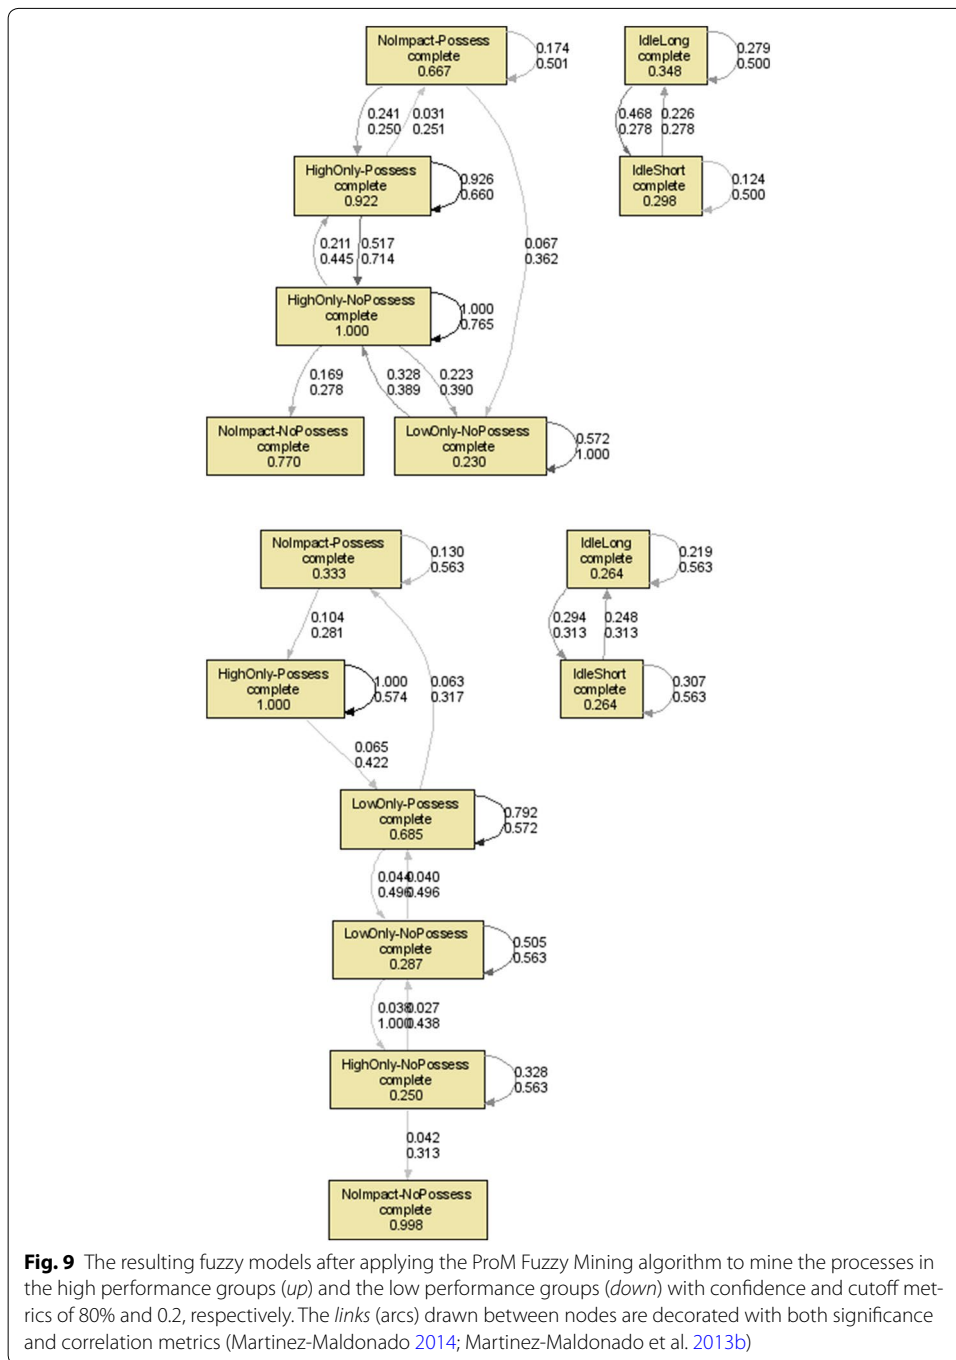 NoImpact-Possess
complete
0.667
0.174
0.501
IdleLong
complete
0.348
0.279
0.500
0.241
0.250
0.031
0.251
0.468
0.278
0.226
0.278
HighOnly-Possess
complete
0.922
0.926
0.660
IdleShort
complete
0.298
0.124
0.500
0.211
0.445
0.517
0.714
0.067
0.362
HighOnly-NoPossess
complete
1.000
1.000
0.765
0.169
0.278
0.328
0.389
0.223
0.390
NoImpact-NoPossess
complete
0.770
LowOnly-NoPossess
complete
0.230
0.572
1.000
NoImpact-Possess
complete
0.333
0.130
0.563
IdleLong
complete
0.264
0.219
0.563
0.104
0.281
0.294
0.313
0.248
0.313
HighOnly-Possess
complete
1.000
1.000
0.574
0.063
0.317
IdleShort
complete
0.264
0.307
0.563
0.065
0.422
LowOnly-Possess
complete
0.685
0.792
0.572
0.044
0.496
0.040
0.496
LowOnly-NoPossess
complete
0.287
0.505
0.563
0.038
1.000
0.027
0.438
HighOnly-NoPossess
complete
0.250
0.328
0.563
0.042
0.313
NoImpact-NoPossess
complete
0.998
Fig. 9 The resulting fuzzy models after applying the ProM Fuzzy Mining algorithm to mine the processes in
the high performance groups (up) and the low performance groups (down) with confidence and cutoff met-
rics of 80% and 0.2, respectively. The links (arcs) drawn between nodes are decorated with both significance
and correlation metrics (Martinez-Maldonado 2014; Martinez-Maldonado et al. 2013b)